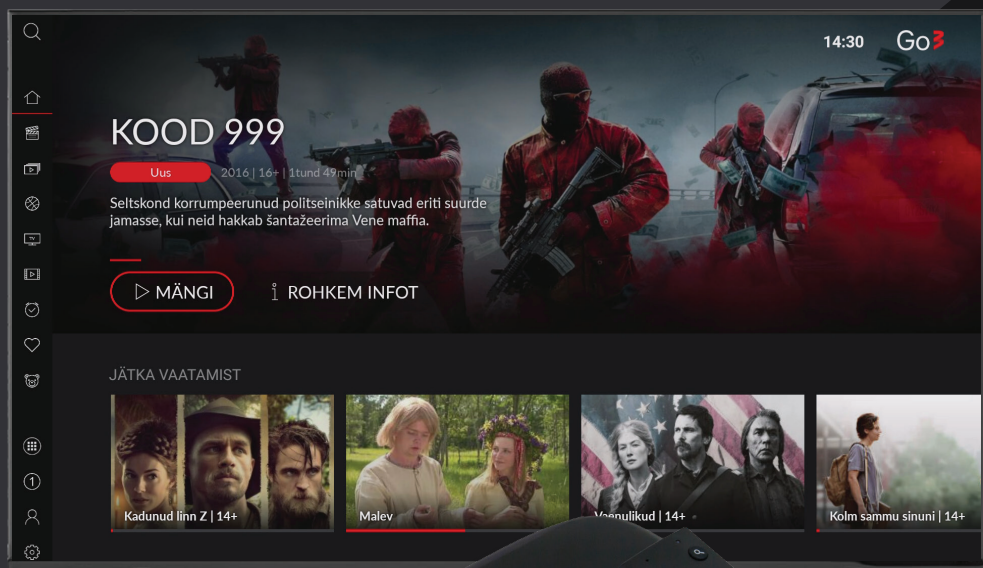 14:30
Go3
KOOD 999
Uus
2016 | 16+ | 1tund 49min
Seltskond korrumpeerunud politseinikke satuvad eriti suurde
jamasse, kui neid hakkab šantažeerima Vene maffia.
MÄNGI
ROHKEM INFOT
TV
1
JÄTKA VAATAMIST
Kadunud linn Z | 14+
Malev
Vaenulikud | 14+
Kolm sammu sinuni | 14+